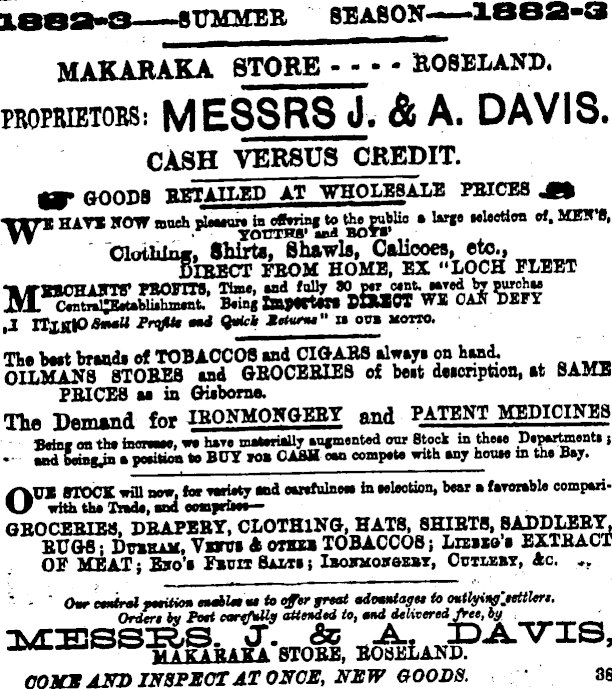 1882-3—SUMMER SEASON—1882-3
MAKARAKA STORE - - - - ROSELAND.
PROPRIETORS: MESSRS J. & A. DAVIS.
CASH VERSUS CREDIT.
GOODS RETAILED AT WHOLESALE PRICES
WE HAVE NOW much pleasure in offering to the public a large selection of, MEN'S,
YOUTHS' and BOYS'
Clothing, Shirts, Shawls, Calicoes, etc.,
DIRECT FROM HOME, EX "LOCH FLEET
MERCHANTS' PROFITS, Time, and fully 30 per cent. saved by purchas
Central Establishment. Being Importers DIRECT WE CAN DEFY
Small Profits and Quick Returns" IS OUR MOTTO.
The best brands of TOBACCOS and CIGARS always on hand.
OILMANS STORES and GROCERIES of best description, at SAME
PRICES as in Gisborne.
The Demand for IRONMONGERY and PATENT MEDICINES
Being on the increase, we have materially augmented our Stock in these Departments;
and being in a position to BUY FOR CASH can compete with any house in the Bay.
OUR STOCK will now, for variety and carefulness in selection, bear a favorable compari-
with the Trade, and comprises—
GROCERIES, DRAPERY, CLOTHING, HATS, SHIRTS, SADDLERY,
RUGS; DURHAM, VENUS & OTHER TOBACCOS; LIEBEG'S EXTRACT
OF MEAT; ENO'S FRUIT SALTS; IRONMONGERY, CUTLERY, &c.
Our central position enables us to offer great advantages to outlying settlers.
Orders by Post carefully attended to, and delivered free, by
MESSRS. J. & A. DAVIS,
MAKARAKA STORE, ROSELAND.
COME AND INSPECT AT ONCE, NEW GOODS. 36